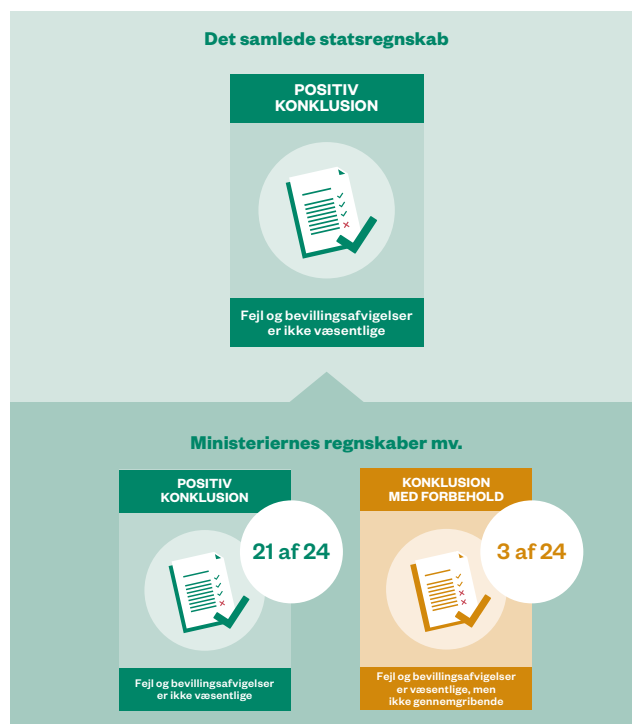 Det samlede statsregnskab
POSITIV
KONKLUSION
Fejl og bevillingsafvigelser
er ikke væsentlige
Ministeriernes regnskaber mv.
POSITIV
KONKLUSION
21 af 24
Fejl og bevillingsafvigelser
er ikke væsentlige
KONKLUSION
MED FORBEHOLD
3 af 24
Fejl og bevillingsafvigelser
er væsentlige, men
ikke gennemgribende